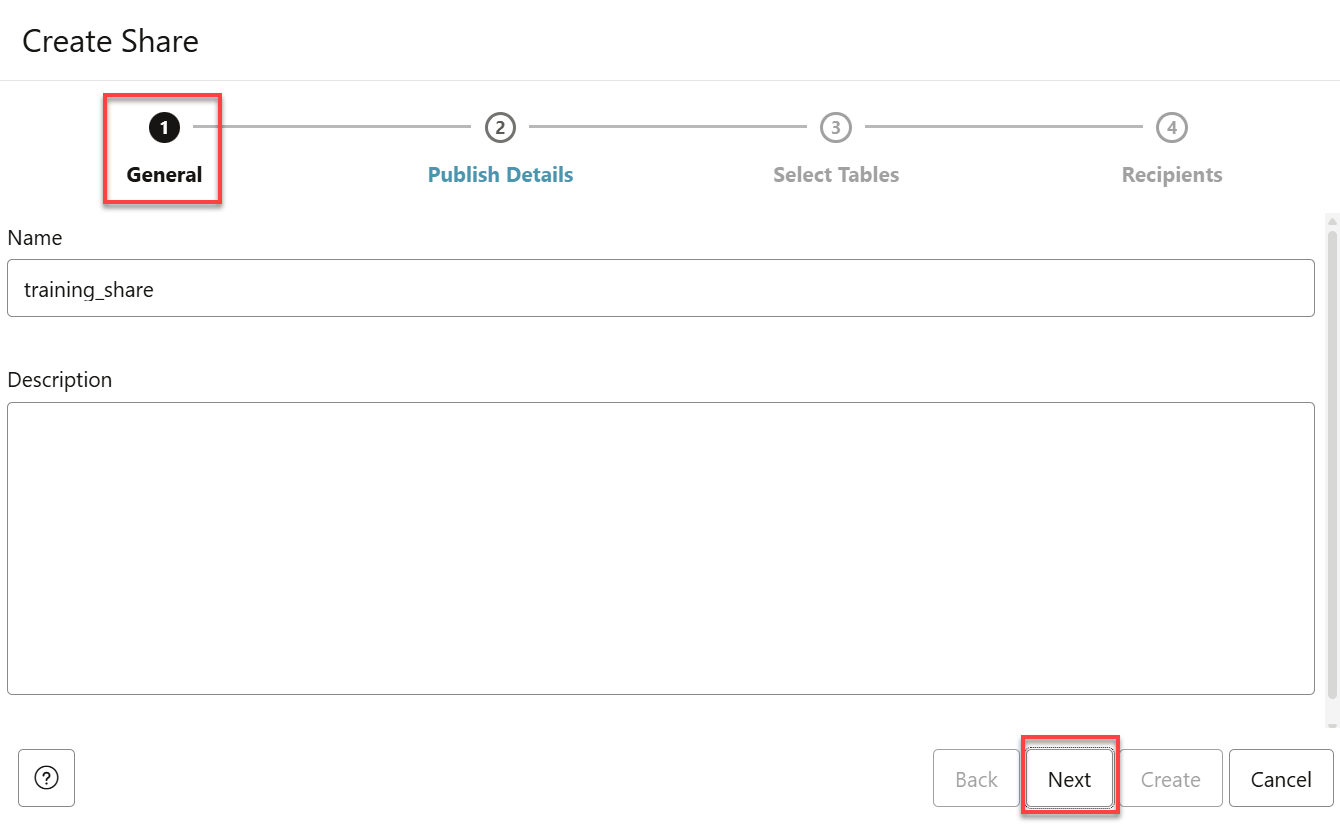 Create Share
1 2 3 4
General Publish Details Select Tables Recipients
Name
training_share
Description
? Back Next Create Cancel